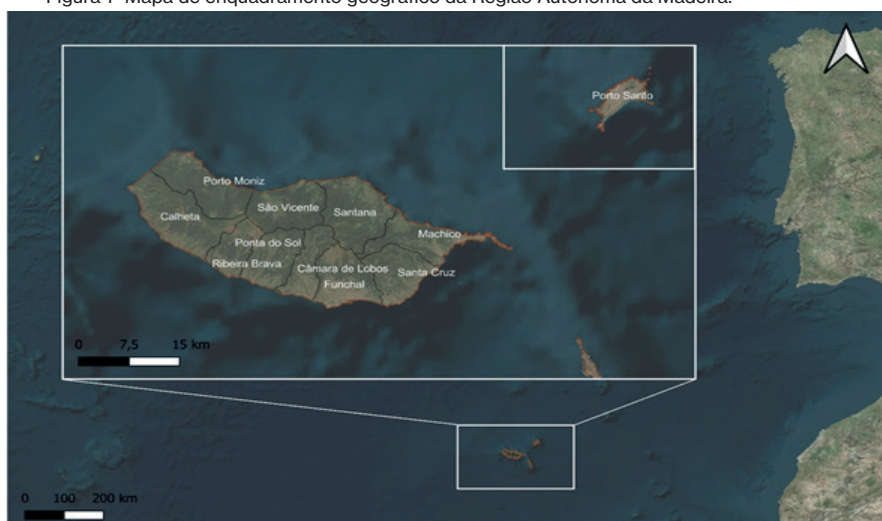 Figura 1- Mapa de enquadramento geográfico da Região Autónoma da Madeira.
Porto Santo
Porto Moniz
São Vicente
Santana
Calheta
Machico
Ponta do Sol
Ribeira Brava
Câmara de Lobos
Santa Cruz
Funchal
0 7,5 15 km
0 100 200 km